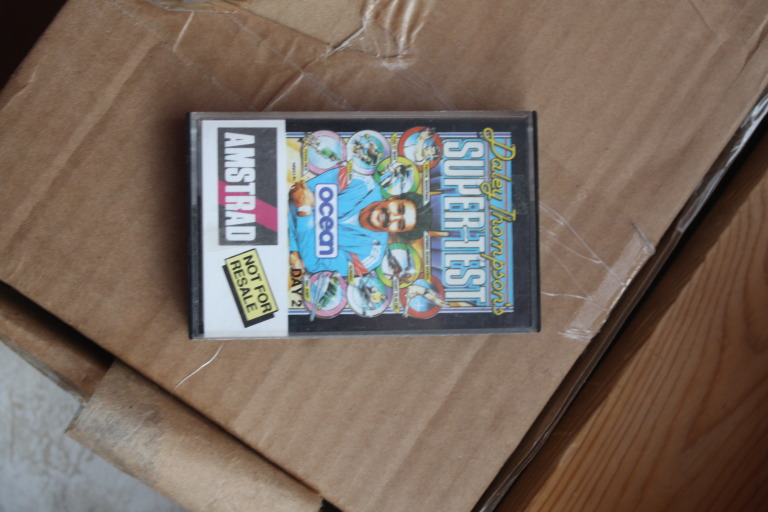 Daley Thompson's
SUPER-TEST
ocean
DAY 2
AMSTRAD
NOT FOR
RESALE